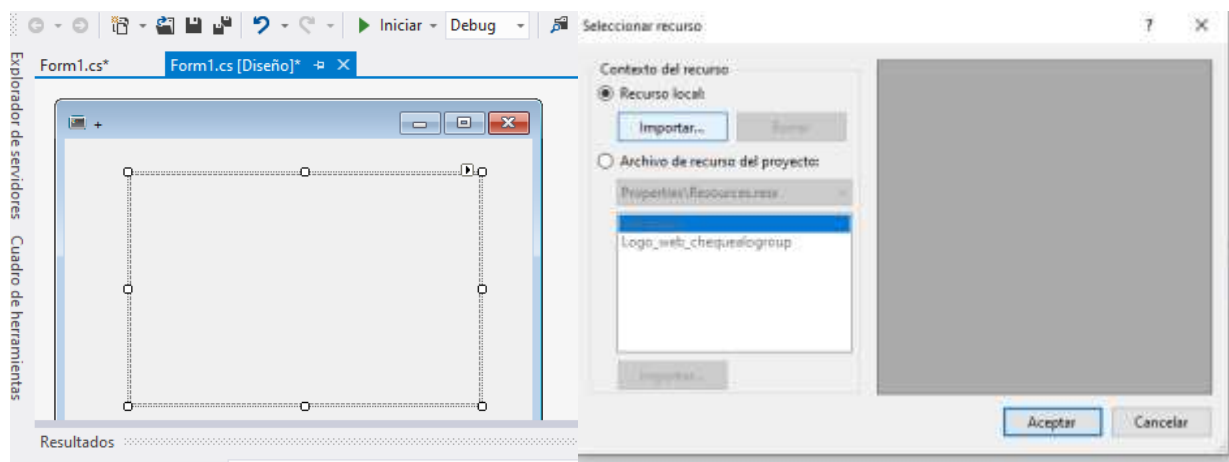 Iniciar
Debug
Form1.cs*
Form1.cs [Diseño]*
Explorador de servidores
Cuadro de herramientas
+
Resultados
Seleccionar recurso
?
Contexto del recurso
Recurso local:
Importar...
Borrar
Archivo de recurso del proyecto:
Properties\Resources.resx
Logo_web_chequealogroup
Importar...
Aceptar
Cancelar